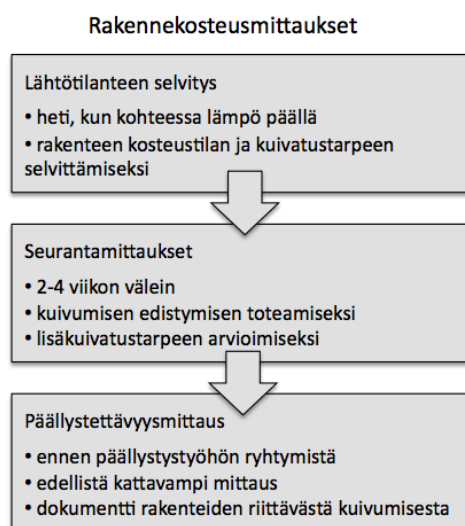 Rakennekosteusmittaukset
Lähtötilanteen selvitys
• heti, kun kohteessa lämpö päällä
• rakenteen kosteustilan ja kuivatustarpeen
selvittämiseksi
Seurantamittaukset
• 2-4 viikon välein
• kuivumisen edistymisen toteamiseksi
• lisäkuivatustarpeen arvioimiseksi
Päällystettävyysmittaus
• ennen päällystystyöhön ryhtymistä
• edellistä kattavampi mittaus
• dokumentti rakenteiden riittävästä kuivumisesta